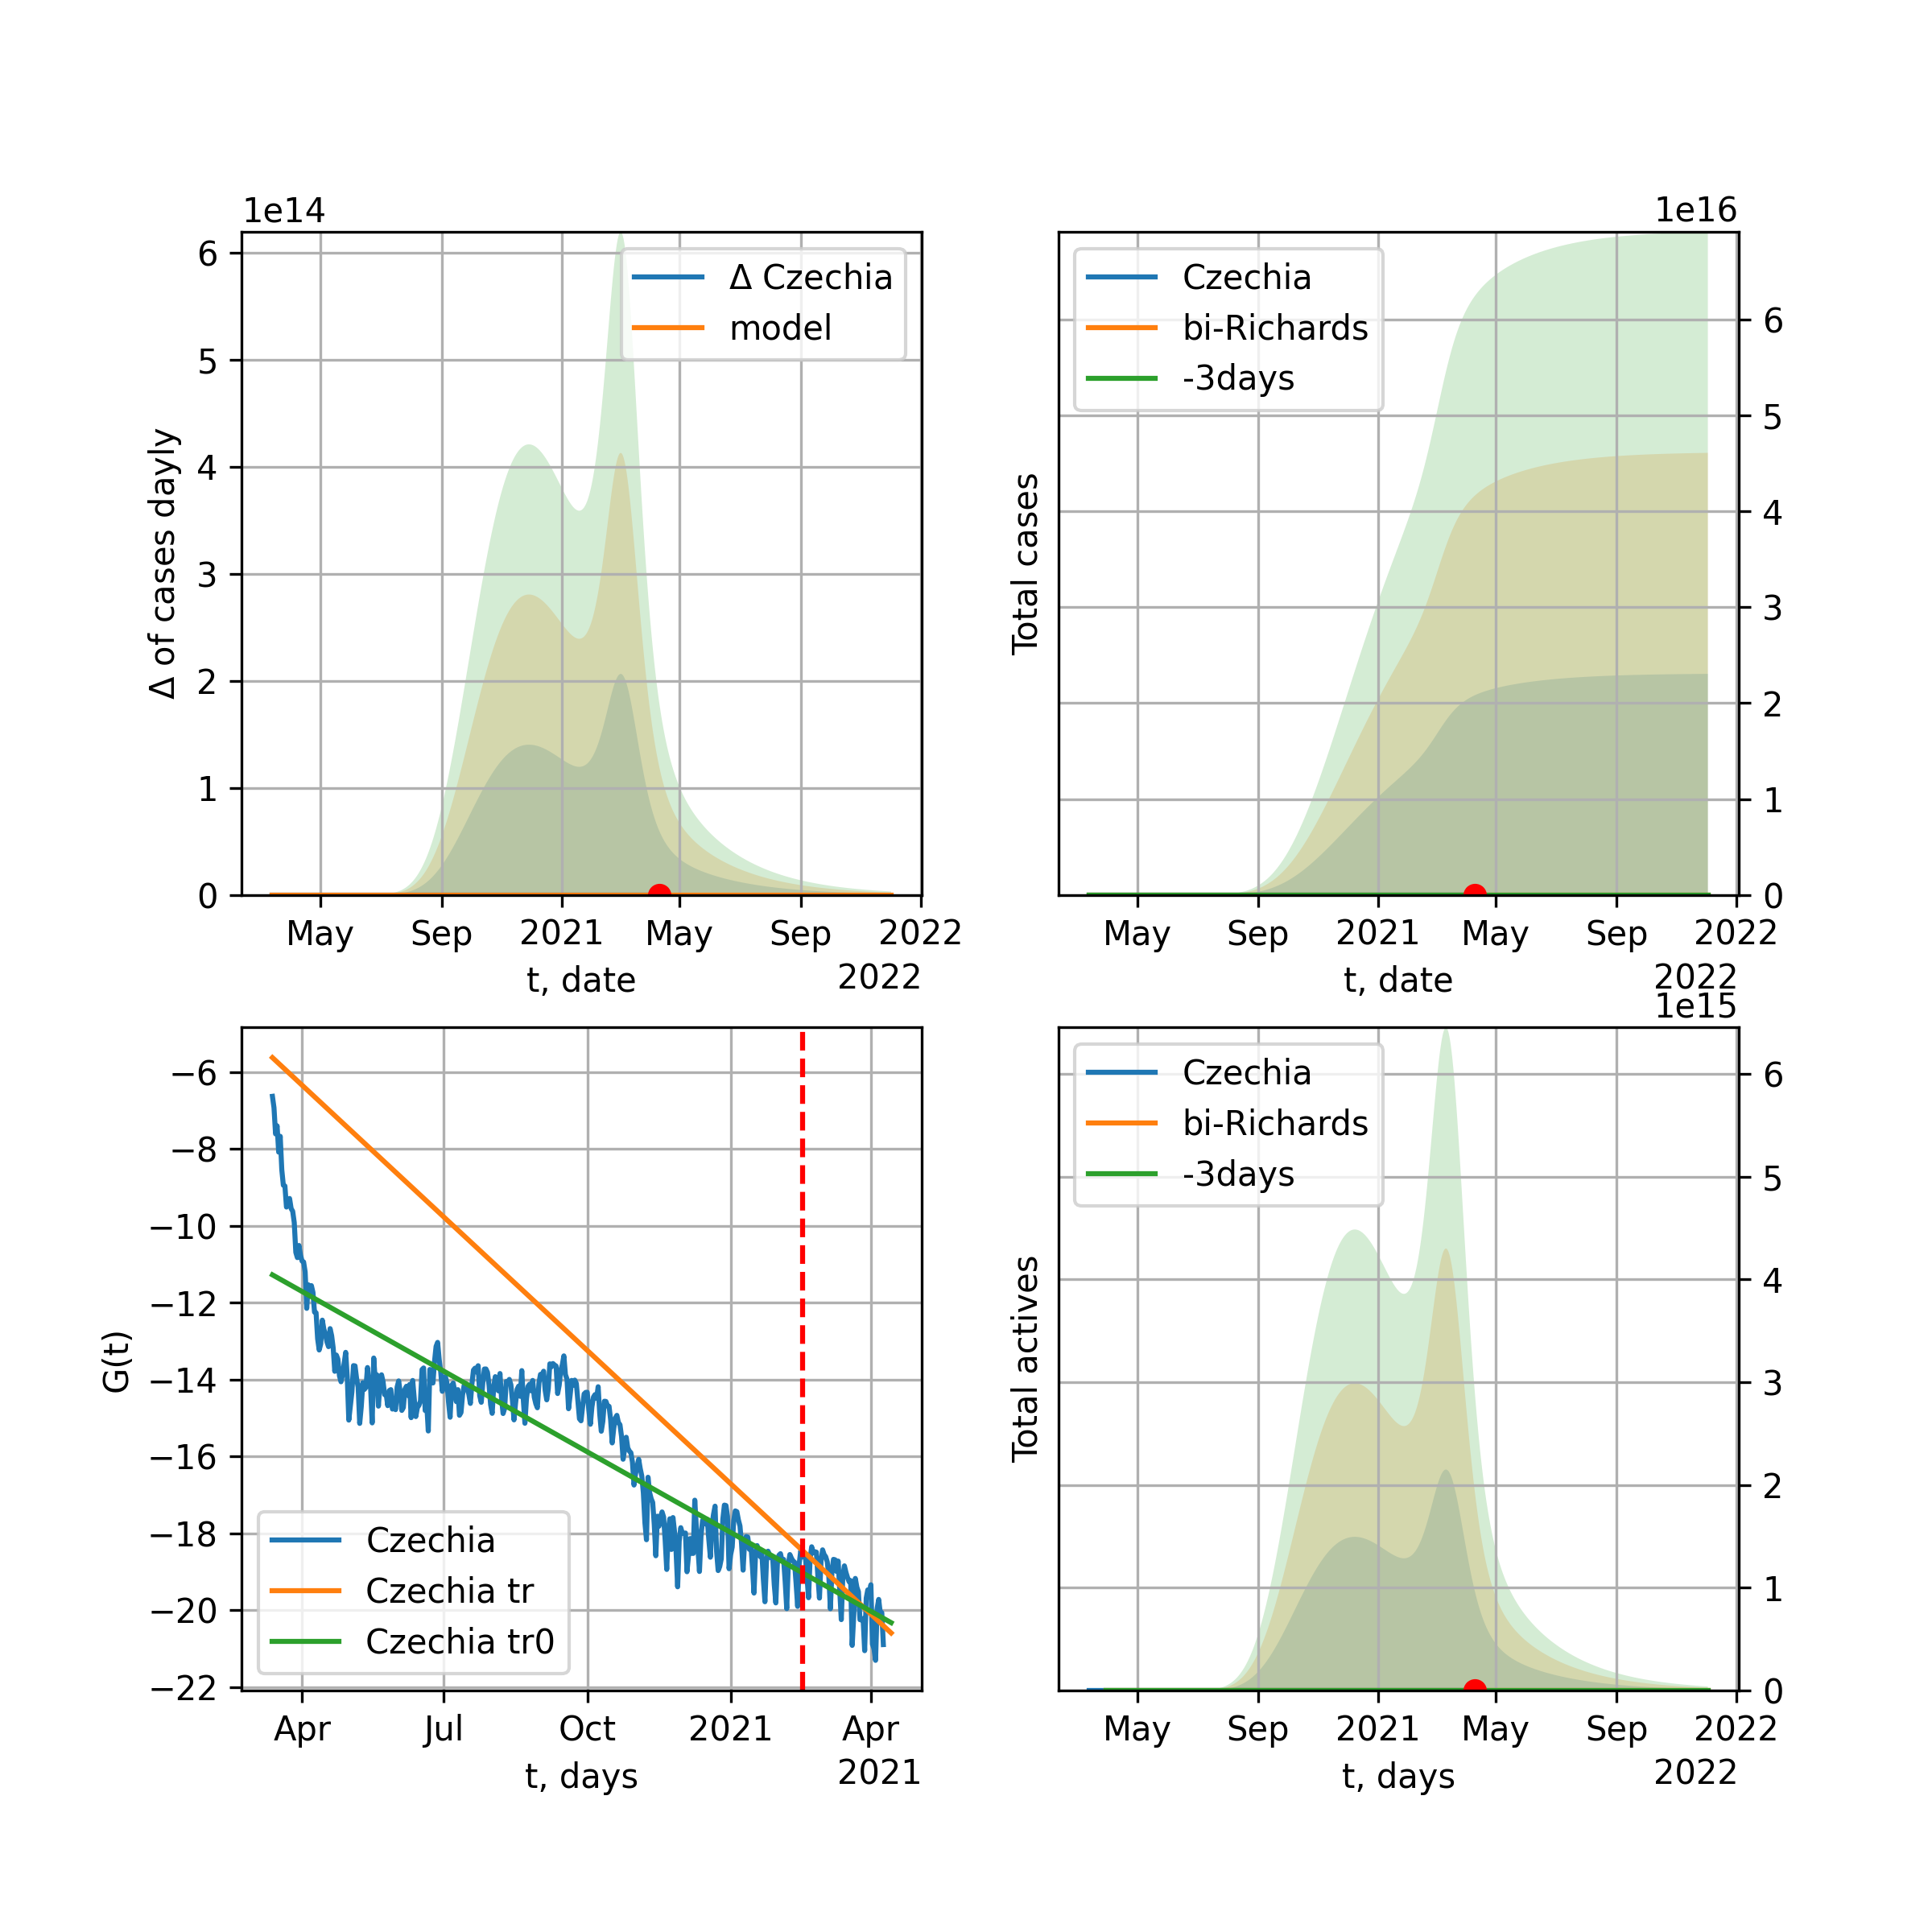 1e14
Δ of cases dayly
6
5
4
3
2
1
0
Δ Czechia
model
May Sep 2021 May Sep 2022
t, date
2022
1e16
Total cases
Czechia
bi-Richards
-3days
6
5
4
3
2
1
0
May Sep 2021 May Sep 2022
t, date
2022
G(t)
−6
−8
−10
−12
−14
−16
−18
−20
−22
Czechia
Czechia tr
Czechia tr0
Apr Jul Oct 2021 Apr
t, days
2021
1e15
Total actives
Czechia
bi-Richards
-3days
6
5
4
3
2
1
0
May Sep 2021 May Sep 2022
t, days
2022